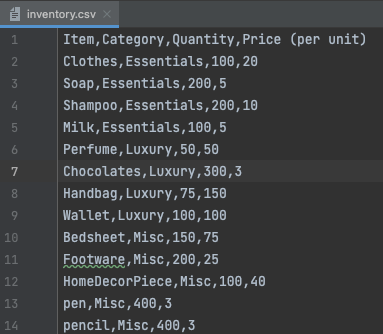 inventory.csv
1 Item,Category,Quantity,Price (per unit)
2 Clothes,Essentials,100,20
3 Soap,Essentials,200,5
4 Shampoo,Essentials,200,10
5 Milk,Essentials,100,5
6 Perfume,Luxury,50,50
7 Chocolates,Luxury,300,3
8 Handbag,Luxury,75,150
9 Wallet,Luxury,100,100
10 Bedsheet,Misc,150,75
11 Footware,Misc,200,25
12 HomeDecorPiece,Misc,100,40
13 pen,Misc,400,3
14 pencil,Misc,400,3